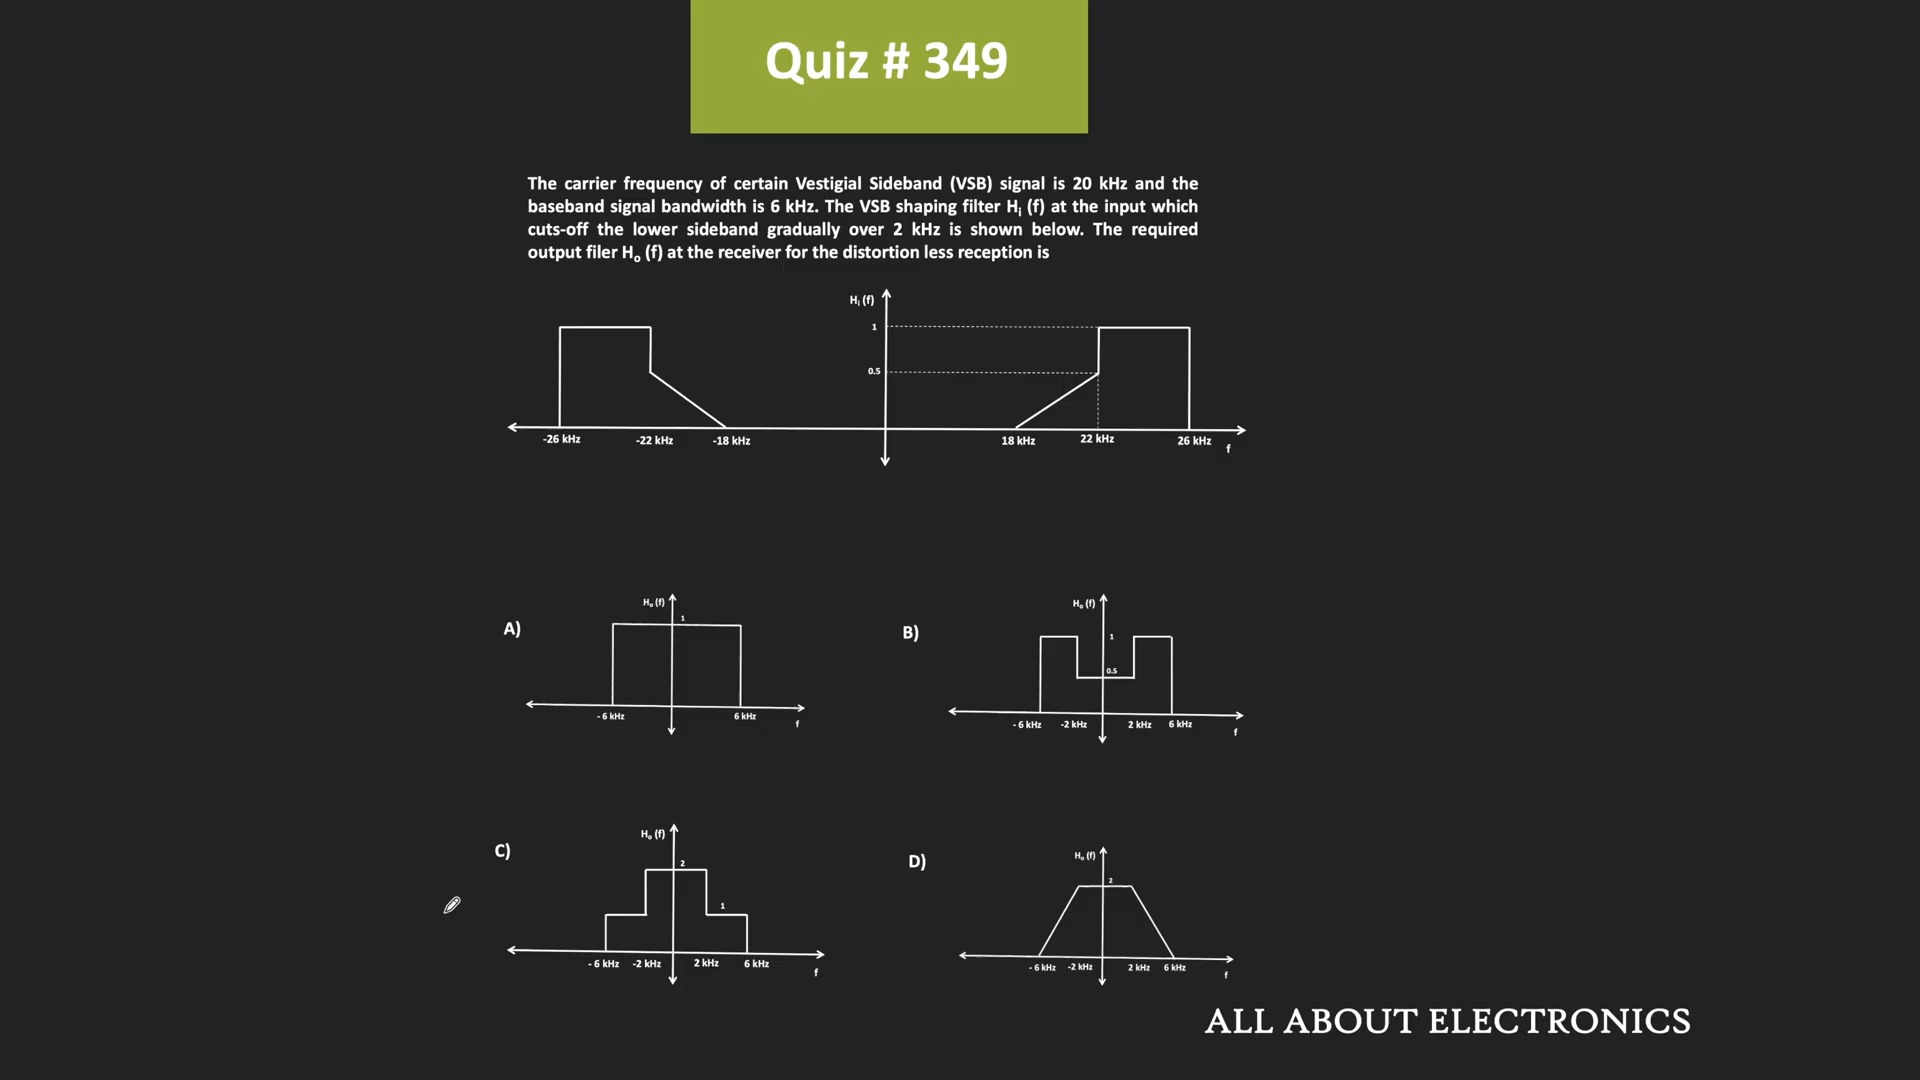 Quiz # 349
The carrier frequency of certain Vestigial Sideband (VSB) signal is 20 kHz and the
baseband signal bandwidth is 6 kHz. The VSB shaping filter Hi (f) at the input which
cuts-off the lower sideband gradually over 2 kHz is shown below. The required
output filer Ho (f) at the receiver for the distortion less reception is
Hi (f)
1
0.5
-26 kHz -22 kHz -18 kHz 18 kHz 22 kHz 26 kHz
f
A)
Ho (f)
1
- 6 kHz 6 kHz
f
B)
Ho (f)
1
0.5
- 6 kHz -2 kHz 2 kHz 6 kHz
f
C)
Ho (f)
2
1
- 6 kHz -2 kHz 2 kHz 6 kHz
f
D)
Ho (f)
2
- 6 kHz -2 kHz 2 kHz 6 kHz
f
ALL ABOUT ELECTRONICS